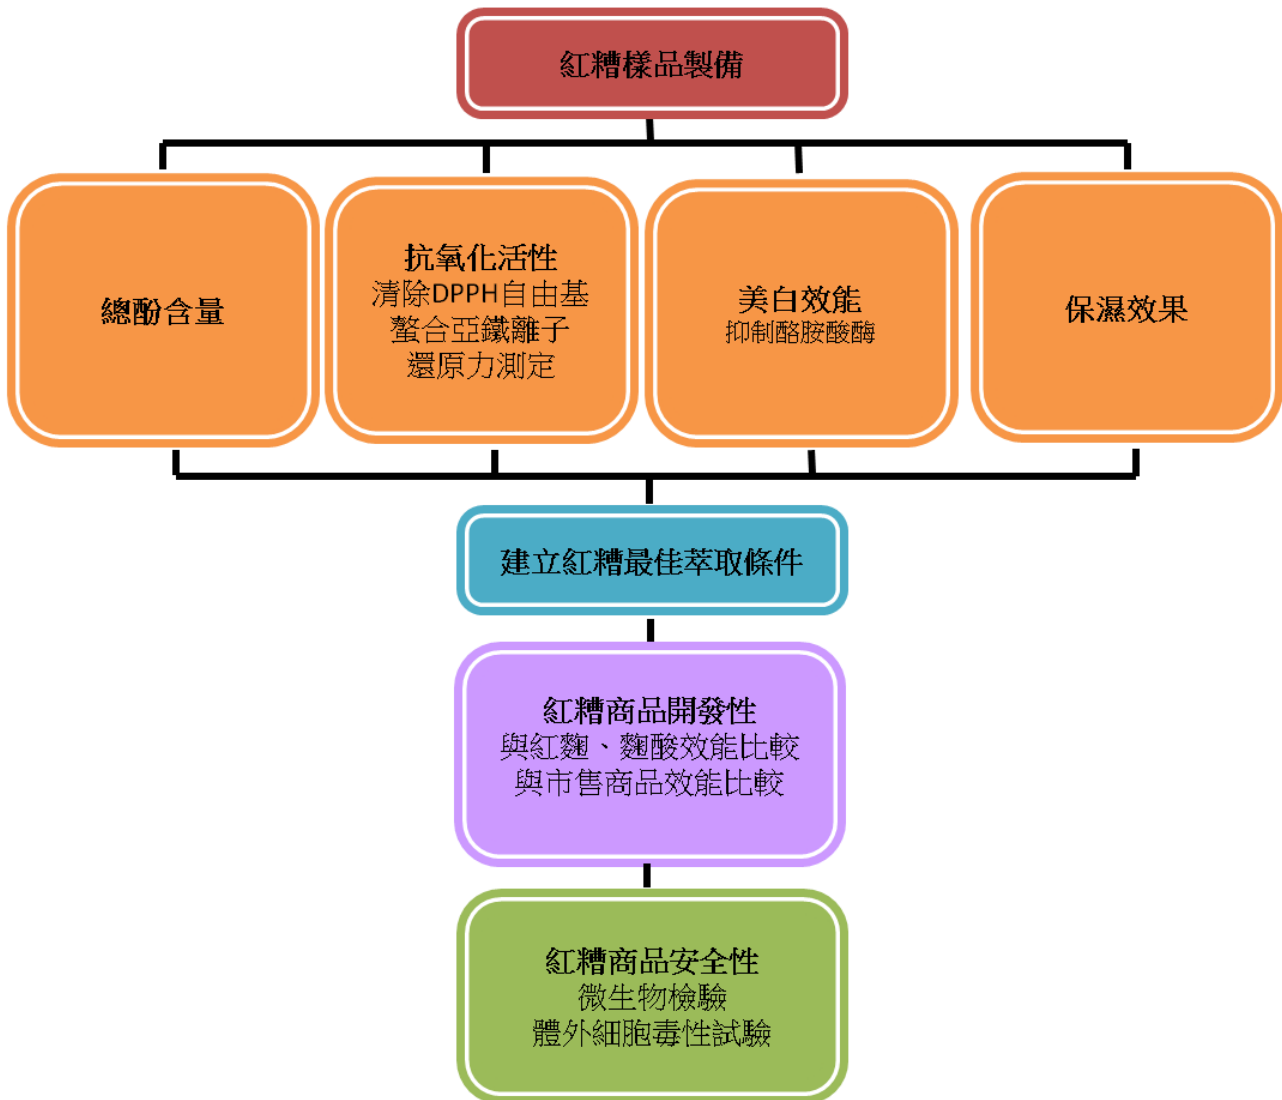 紅糟樣品製備
總酚含量
抗氧化活性
清除DPPH自由基
螯合亞鐵離子
還原力測定
美白效能
抑制酪胺酸酶
保濕效果
建立紅糟最佳萃取條件
紅糟商品開發性
與紅麴、麴酸效能比較
與市售商品效能比較
紅糟商品安全性
微生物檢驗
體外細胞毒性試驗